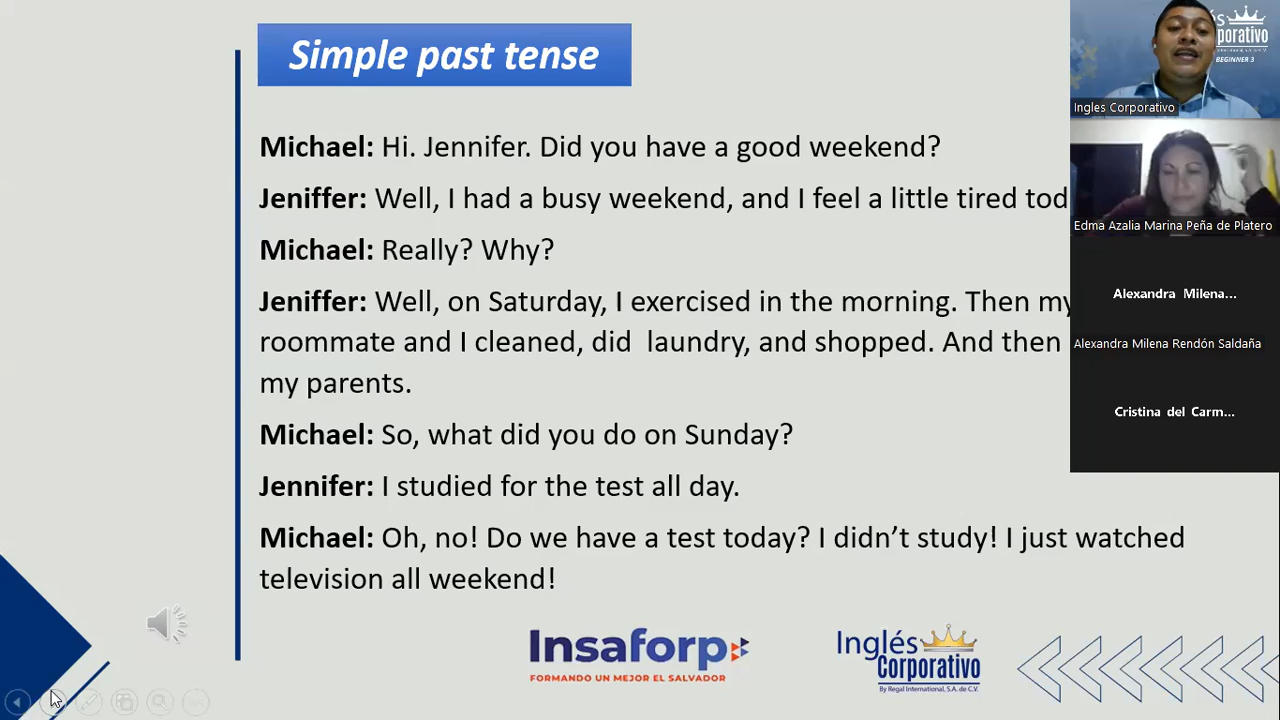 Simple past tense
Michael: Hi. Jennifer. Did you have a good weekend?
Jeniffer: Well, I had a busy weekend, and I feel a little tired tod
Michael: Really? Why?
Jeniffer: Well, on Saturday, I exercised in the morning. Then my
roommate and I cleaned, did laundry, and shopped. And then
my parents.
Michael: So, what did you do on Sunday?
Jennifer: I studied for the test all day.
Michael: Oh, no! Do we have a test today? I didn't study! I just watched
television all weekend!
Insaforp
FORMANDO UN MEJOR EL SALVADOR
Inglés
Corporativo
By Regal International, S.A. de C.V.
BEGINNER 3
Ingles Corporativo
Edma Azalia Marina Peña de Platero
Alexandra Milena...
Alexandra Milena Rendón Saldaña
Cristina del Carm...